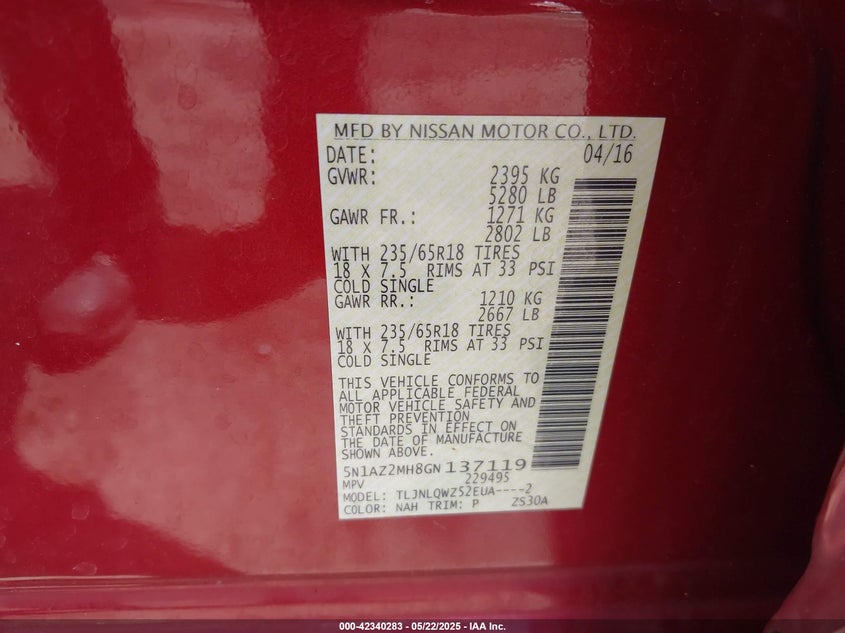 MFD BY NISSAN MOTOR CO., LTD.
DATE: 04/16
GVWR: 2395 KG
5280 LB
GAWR FR.: 1271 KG
2802 LB
WITH 235/65R18 TIRES
18 X 7.5 RIMS AT 33 PSI
COLD SINGLE
GAWR RR.: 1210 KG
2667 LB
WITH 235/65R18 TIRES
18 X 7.5 RIMS AT 33 PSI
COLD SINGLE
THIS VEHICLE CONFORMS TO
ALL APPLICABLE FEDERAL
MOTOR VEHICLE SAFETY AND
THEFT PREVENTION
STANDARDS IN EFFECT ON
THE DATE OF MANUFACTURE
SHOWN ABOVE.
5N1AZ2MH8GN 137119
MPV 229495
MODEL: TLJNLQWZ52EUA----2
COLOR: NAH TRIM: P ZS30A
000-42340283 - 05/22/2025 - IAA Inc.